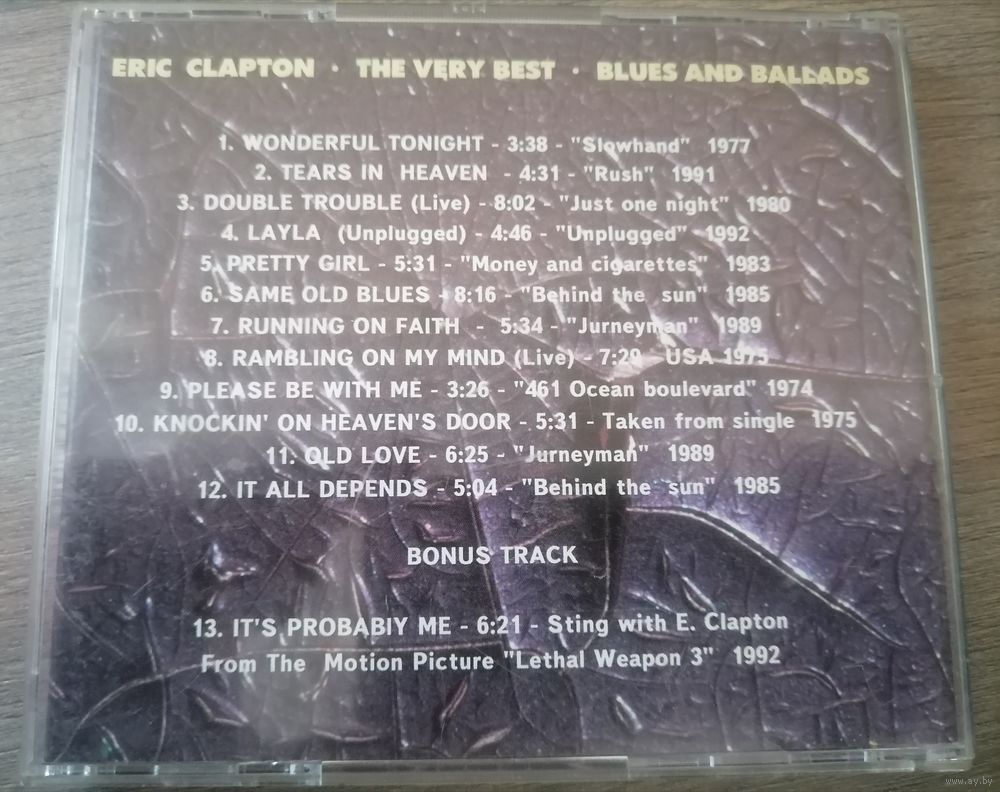 ERIC CLAPTON · THE VERY BEST · BLUES AND BALLADS
1. WONDERFUL TONIGHT - 3:38 - "Slowhand" 1977
2. TEARS IN HEAVEN - 4:31 - "Rush" 1991
3. DOUBLE TROUBLE (Live) - 8:02 - "Just one night" 1980
4. LAYLA (Unplugged) - 4:46 - "Unplugged" - 1992
5. PRETTY GIRL - 5:31 - "Money and cigarettes" 1983
6. SAME OLD BLUES - 8:16 - "Behind the sun" 1985
7. RUNNING ON FAITH - 5:34 - "Jurneyman" 1989
8. RAMBLING ON MY MIND (Live) - 7:29 - USA 1975
9. PLEASE BE WITH ME - 3:26 - "461 Ocean boulevard" 1974
10. KNOCKIN' ON HEAVEN'S DOOR - 5:31 - Taken from single 1975
11. OLD LOVE - 6:25 - "Jurneyman" 1989
12. IT ALL DEPENDS - 5:04 - "Behind the sun" 1985
BONUS TRACK
13. IT'S PROBABIY ME - 6:21 - Sting with E. Clapton
From The Motion Picture "Lethal Weapon 3" 1992
www.ay.by